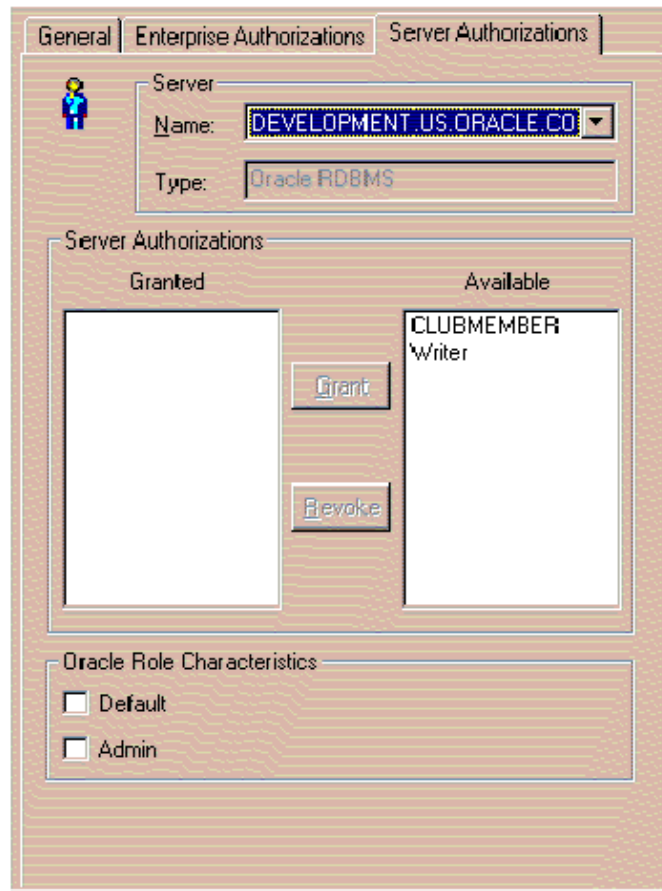 General Enterprise Authorizations Server Authorizations
Server
Name: DEVELOPMENT.US.ORACLE.CO
Type: Oracle RDBMS
Server Authorizations
Granted Available
CLUBMEMBER
Writer
Grant
Revoke
Oracle Role Characteristics
Default
Admin